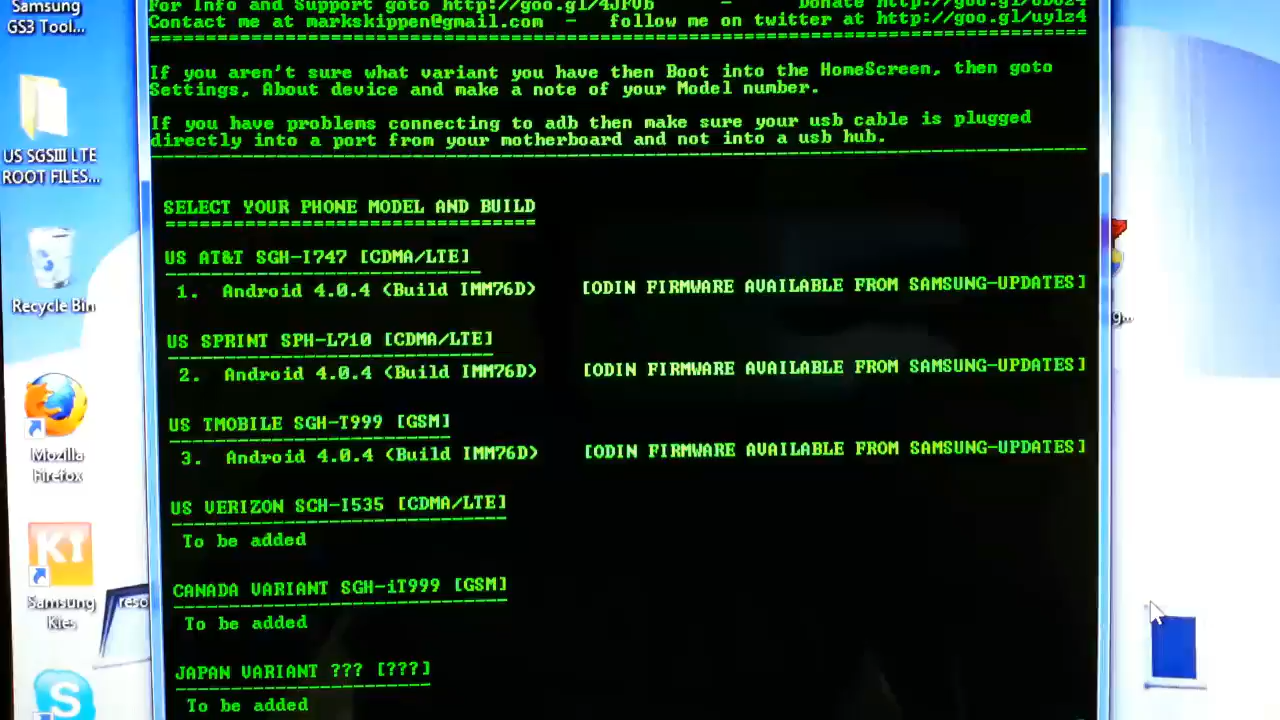 Samsung
GS3 Tool...
For Info and Support goto http://goo.gl/4JPVb - Donate
Contact me at markskippen@gmail.com - follow me on twitter at http://goo.gl/uylz4
If you aren't sure what variant you have then Boot into the HomeScreen, then goto
Settings, About device and make a note of your Model number.
If you have problems connecting to adb then make sure your usb cable is plugged
directly into a port from your motherboard and not into a usb hub.
US SGSIII LTE
ROOT FILES...
SELECT YOUR PHONE MODEL AND BUILD
US AT&T SGH-I747 [CDMA/LTE]
1. Android 4.0.4 (Build IMM76D) [ODIN FIRMWARE AVAILABLE FROM SAMSUNG-UPDATES]
Recycle Bin
US SPRINT SPH-L710 [CDMA/LTE]
2. Android 4.0.4 (Build IMM76D) [ODIN FIRMWARE AVAILABLE FROM SAMSUNG-UPDATES]
US TMOBILE SGH-T999 [GSM]
3. Android 4.0.4 (Build IMM76D) [ODIN FIRMWARE AVAILABLE FROM SAMSUNG-UPDATES]
Mozilla
Firefox
US VERIZON SCH-I535 [CDMA/LTE]
To be added
KI
CANADA VARIANT SGH-iT999 [GSM]
To be added
Samsung
Kies
reso
JAPAN VARIANT ??? [???]
To be added